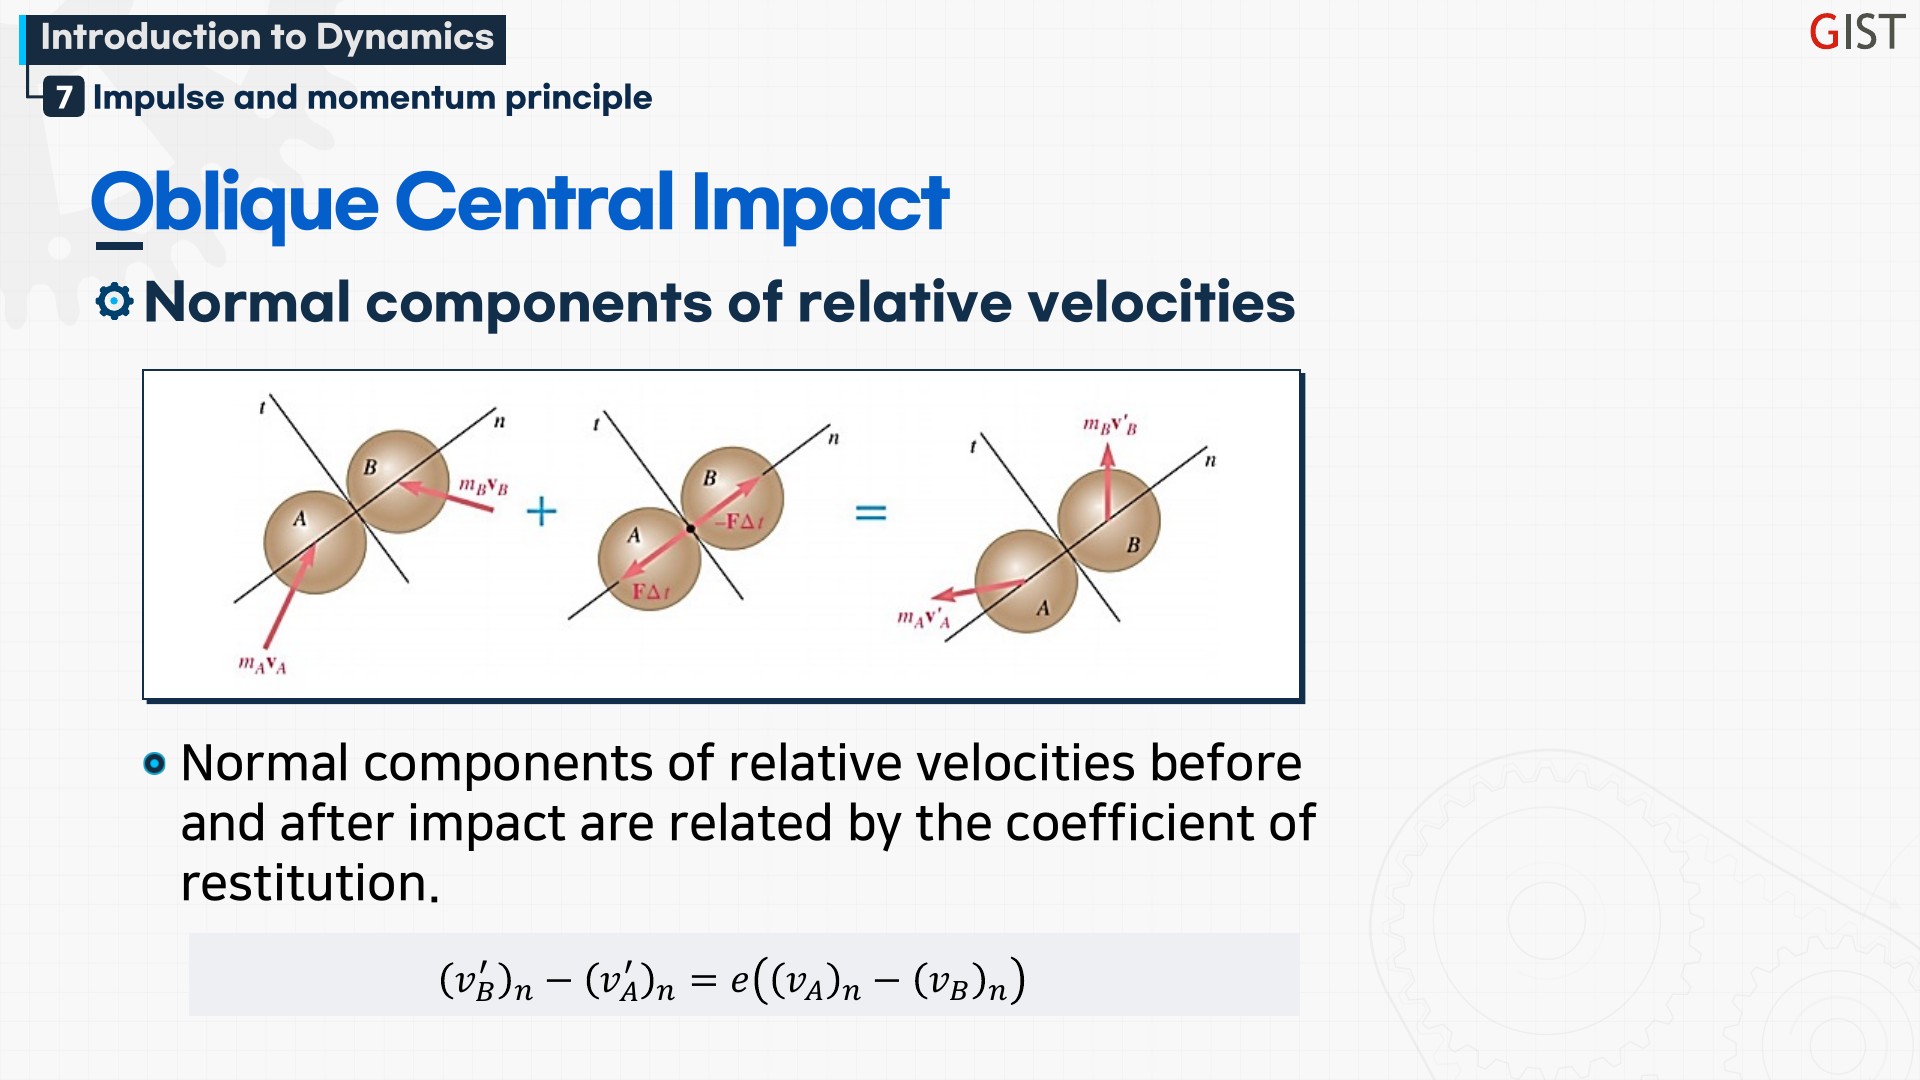 Introduction to Dynamics
GIST
7 Impulse and momentum principle
Oblique Central Impact
Normal components of relative velocities
t
n
B
A
m_B v_B
m_A v_A
+
t
n
B
A
–FΔt
FΔt
=
t
n
m_B v'_B
B
A
m_A v'_A
Normal components of relative velocities before
and after impact are related by the coefficient of
restitution.
(v'_B)_n − (v'_A)_n = e((v_A)_n − (v_B)_n)